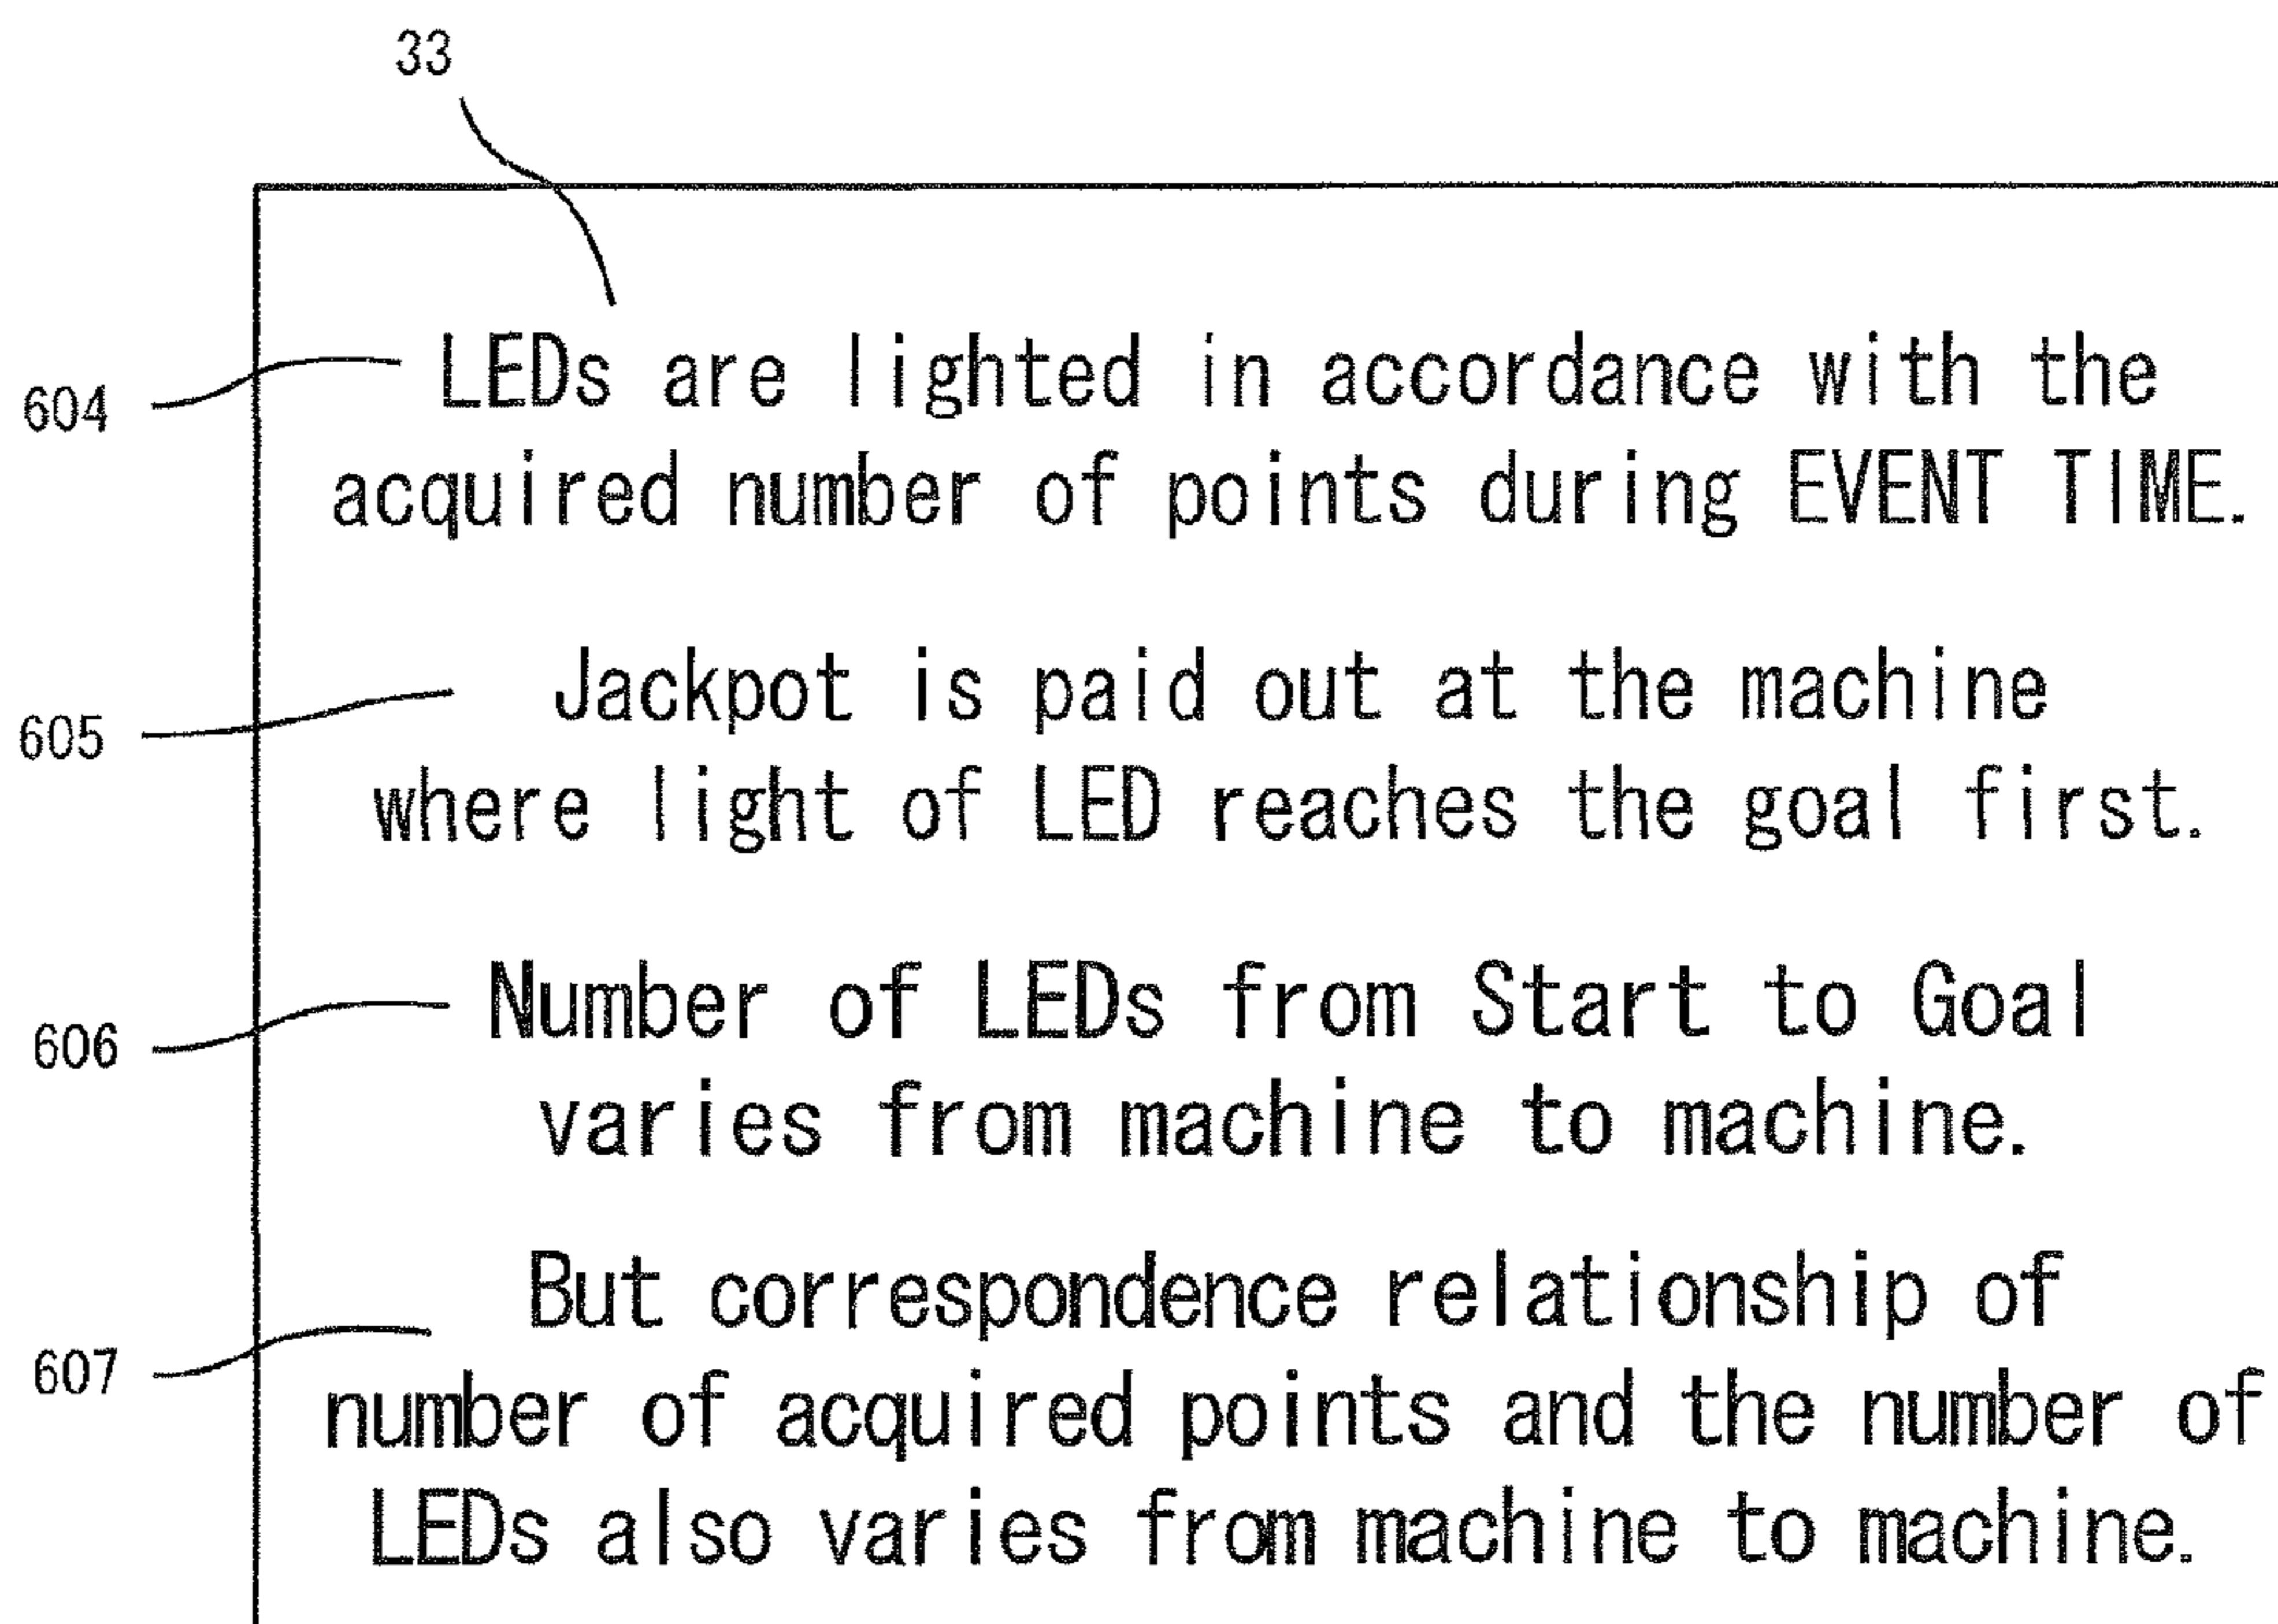 33
604 LEDs are lighted in accordance with the
acquired number of points during EVENT TIME.
605 Jackpot is paid out at the machine
where light of LED reaches the goal first.
606 Number of LEDs from Start to Goal
varies from machine to machine.
But correspondence relationship of
607 number of acquired points and the number of
LEDs also varies from machine to machine.